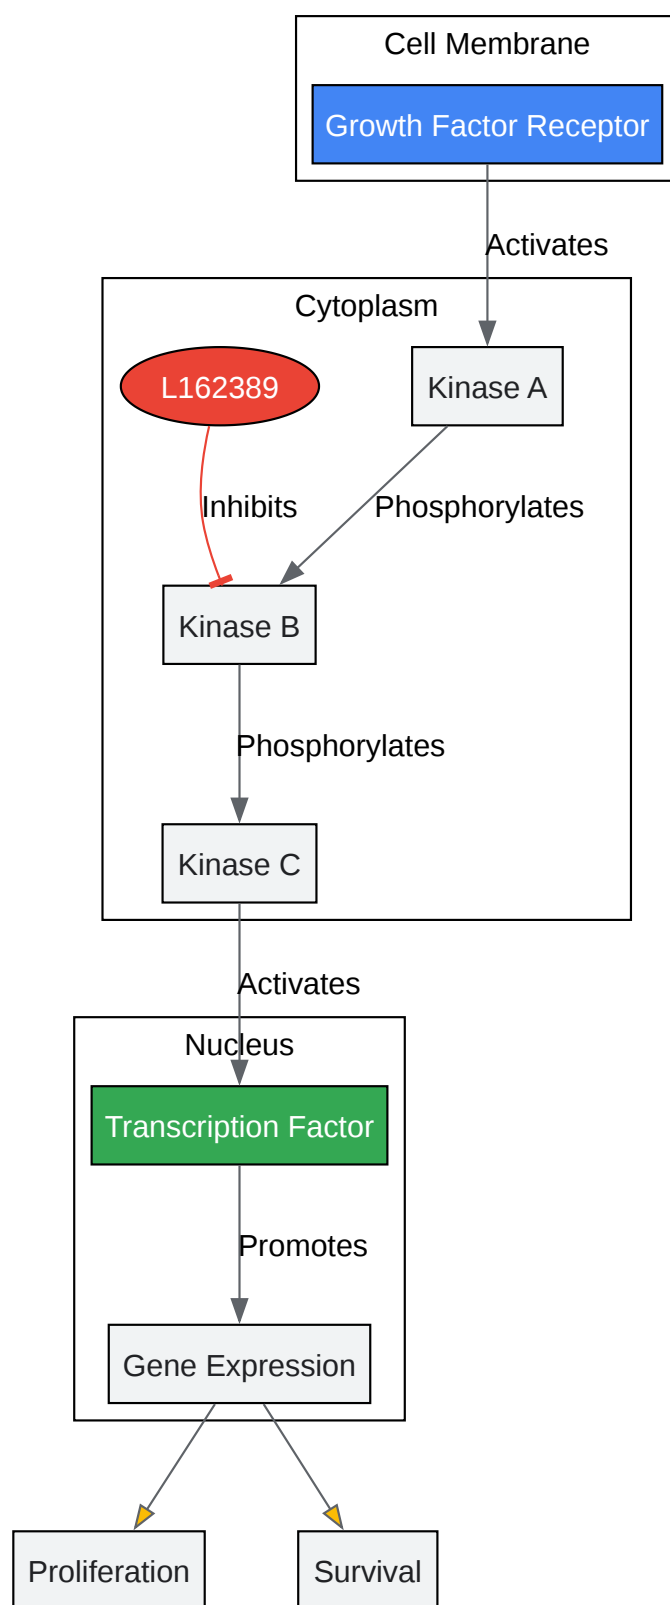 Cell Membrane
Growth Factor Receptor
Activates
Cytoplasm
L162389
Kinase A
Inhibits
Phosphorylates
Kinase B
Phosphorylates
Kinase C
Activates
Nucleus
Transcription Factor
Promotes
Gene Expression
Proliferation
Survival